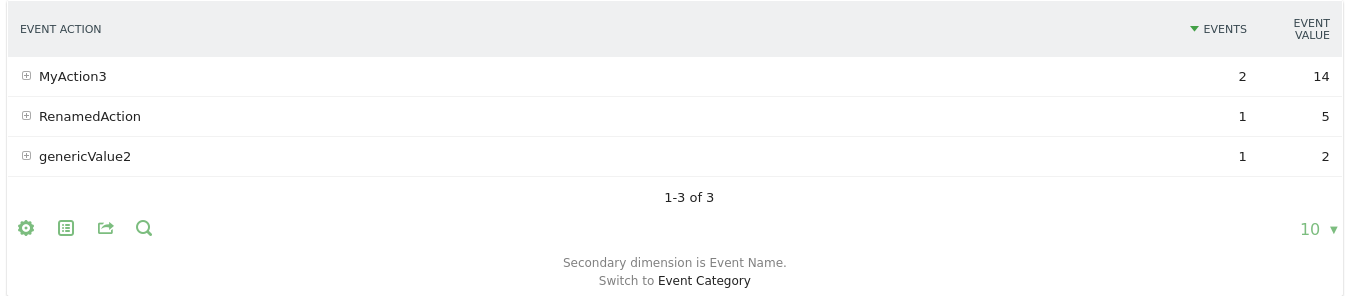 EVENT ACTION EVENTS EVENT VALUE
MyAction3 2 14
RenamedAction 1 5
genericValue2 1 2
1-3 of 3
10
Secondary dimension is Event Name.
Switch to Event Category